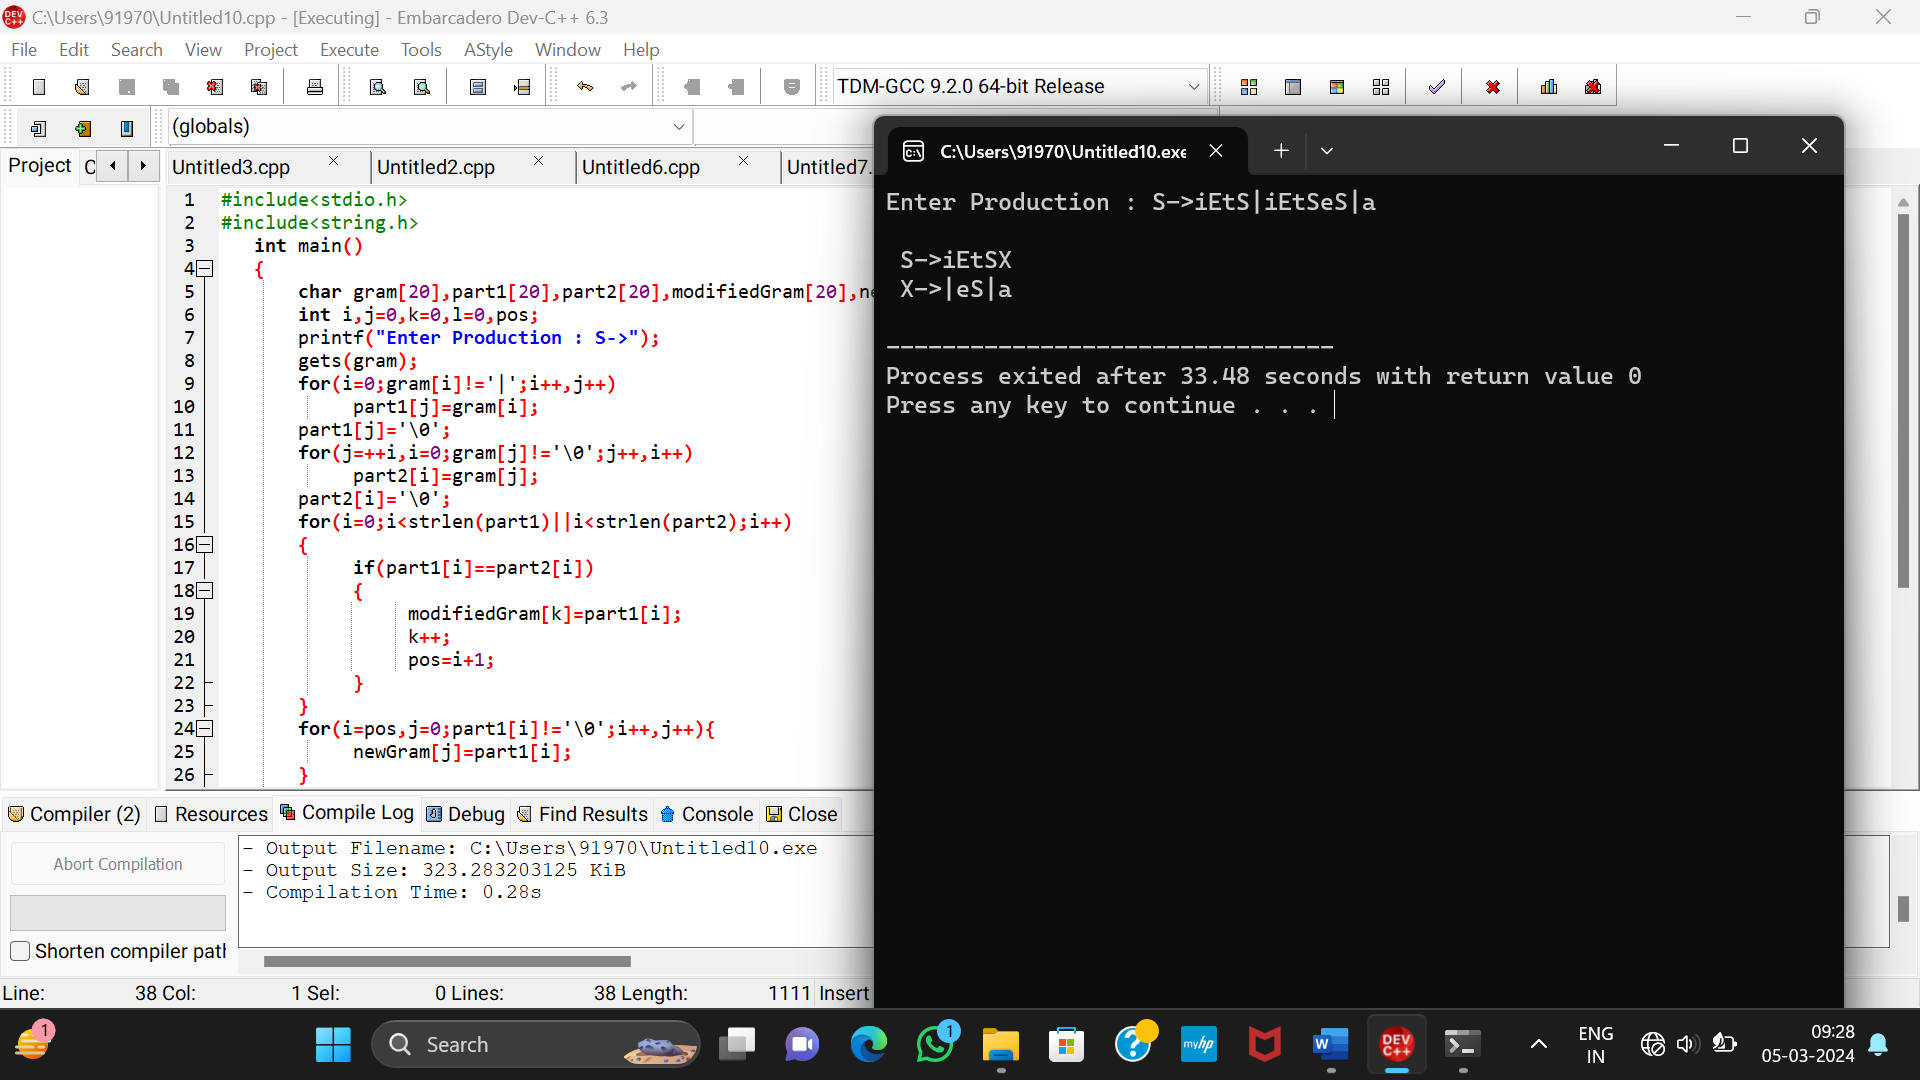 C:\Users\91970\Untitled10.cpp - [Executing] - Embarcadero Dev-C++ 6.3
File Edit Search View Project Execute Tools AStyle Window Help
TDM-GCC 9.2.0 64-bit Release
(globals)
Project C Untitled3.cpp Untitled2.cpp Untitled6.cpp Untitled7.
1 #include<stdio.h>
2 #include<string.h>
3 int main()
4 {
5 char gram[20],part1[20],part2[20],modifiedGram[20],ne
6 int i,j=0,k=0,l=0,pos;
7 printf("Enter Production : S->");
8 gets(gram);
9 for(i=0;gram[i]!='|';i++,j++)
10 part1[j]=gram[i];
11 part1[j]='\0';
12 for(j=++i,i=0;gram[j]!='\0';j++,i++)
13 part2[i]=gram[j];
14 part2[i]='\0';
15 for(i=0;i<strlen(part1)||i<strlen(part2);i++)
16 {
17 if(part1[i]==part2[i])
18 {
19 modifiedGram[k]=part1[i];
20 k++;
21 pos=i+1;
22 }
23 }
24 for(i=pos,j=0;part1[i]!='\0';i++,j++){
25 newGram[j]=part1[i];
26 }
C:\Users\91970\Untitled10.exe
Enter Production : S->iEtS|iEtSeS|a
S->iEtSX
X->|eS|a
--------------------------------
Process exited after 33.48 seconds with return value 0
Press any key to continue . . .
Compiler (2) Resources Compile Log Debug Find Results Console Close
Abort Compilation
Shorten compiler path
- Output Filename: C:\Users\91970\Untitled10.exe
- Output Size: 323.283203125 KiB
- Compilation Time: 0.28s
Line: 38 Col: 1 Sel: 0 Lines: 38 Length: 1111 Insert
1
Search
1
myhp
W
DEV C++
ENG
IN
09:28
05-03-2024